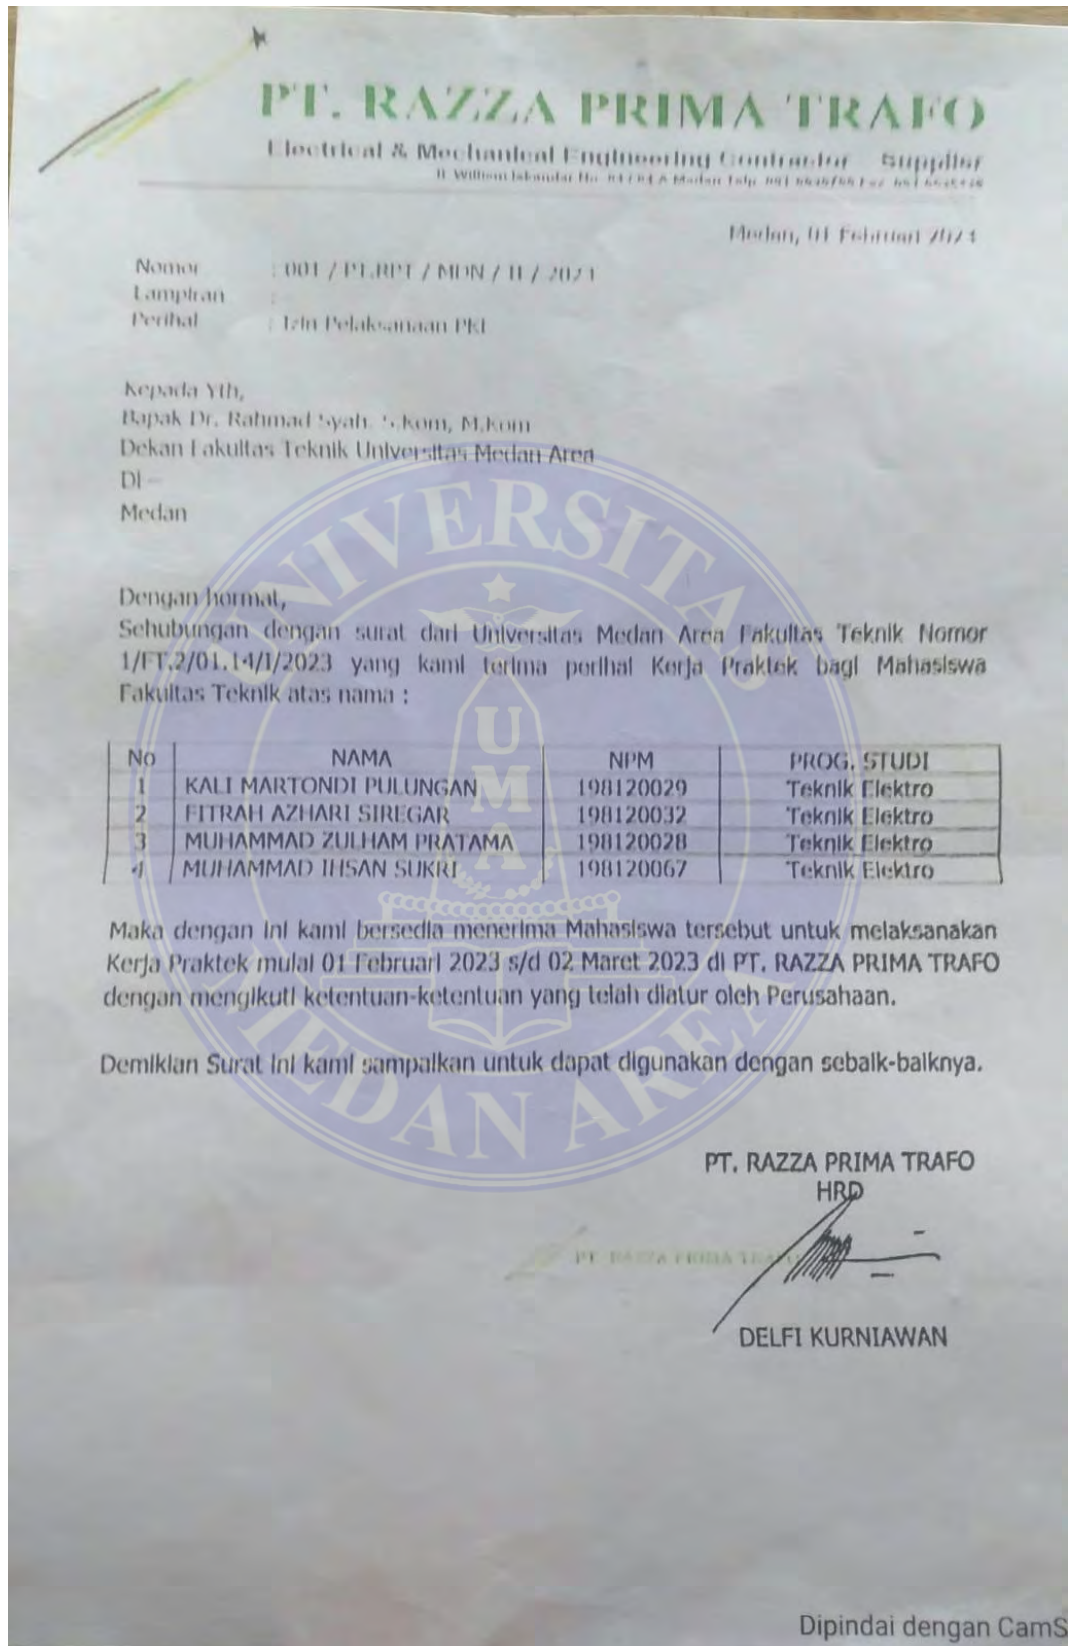 PT. RAZZA PRIMA TRAFO
Electrical & Mechanical Engineering Contractor Supplier
Medan, 01 Februari 2023
Nomor : 001 / PT.RPT / MDN / II / 2023
Lampiran : -
Perihal : Izin Pelaksanaan PKL
Kepada Yth,
Bapak Dr. Rahmad Syah, S.Kom, M.Kom
Dekan Fakultas Teknik Universitas Medan Area
Di –
Medan
Dengan hormat,
Sehubungan dengan surat dari Universitas Medan Area Fakultas Teknik Nomor
1/FT.2/01.14/I/2023 yang kami terima perihal Kerja Praktek bagi Mahasiswa
Fakultas Teknik atas nama :
No NAMA NPM PROG. STUDI
1 KALI MARTONDI PULUNGAN 198120029 Teknik Elektro
2 FITRAH AZHARI SIREGAR 198120032 Teknik Elektro
3 MUHAMMAD ZULHAM PRATAMA 198120028 Teknik Elektro
4 MUHAMMAD IHSAN SUKRI 198120067 Teknik Elektro
Maka dengan ini kami bersedia menerima Mahasiswa tersebut untuk melaksanakan
Kerja Praktek mulai 01 Februari 2023 s/d 02 Maret 2023 di PT. RAZZA PRIMA TRAFO
dengan mengikuti ketentuan-ketentuan yang telah diatur oleh Perusahaan.
Demikian Surat ini kami sampaikan untuk dapat digunakan dengan sebaik-baiknya.
UNIVERSITAS
UMA
MEDAN AREA
PT. RAZZA PRIMA TRAFO
HRD
PT. RAZZA PRIMA TRAFO
DELFI KURNIAWAN
Dipindai dengan CamS